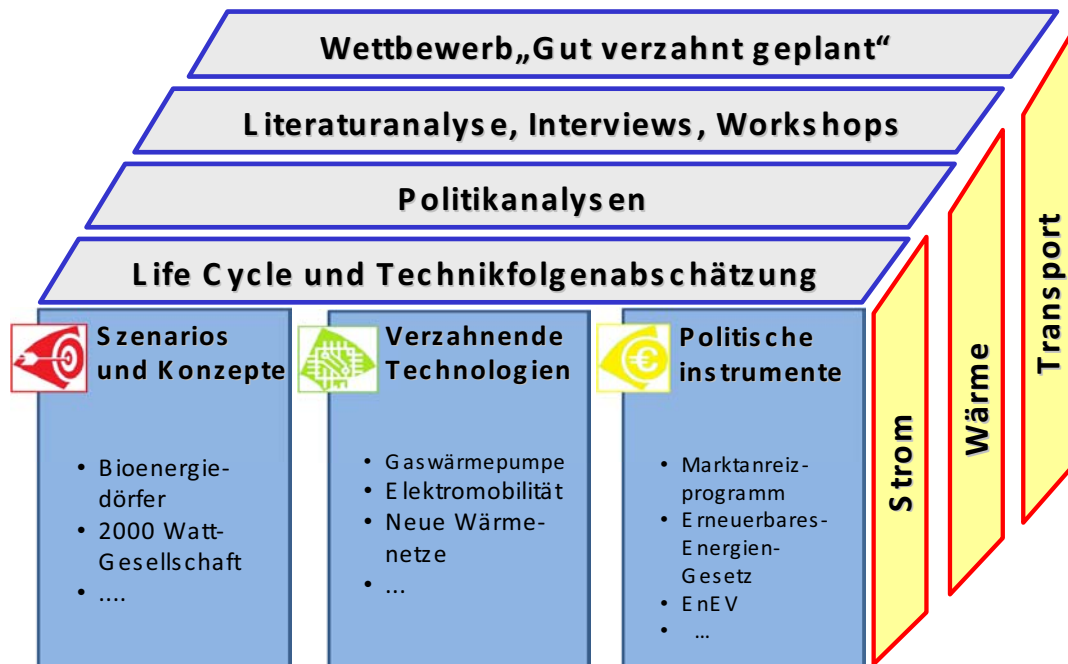 Wettbewerb„Gut verzahnt geplant“
Literaturanalyse, Interviews, Workshops
Politikanalysen
Life Cycle und Technikfolgenabschätzung
Szenarios
und Konzepte
• Bioenergie-
dörfer
• 2000 Watt-
Gesellschaft
• ....
Verzahnende
Technologien
• Gaswärmepumpe
• Elektromobilität
• Neue Wärme-
netze
• ...
€
Politische
instrumente
• Marktanreiz-
programm
• Erneuerbares-
Energien-
Gesetz
• EnEV
• ...
Strom
Wärme
Transport